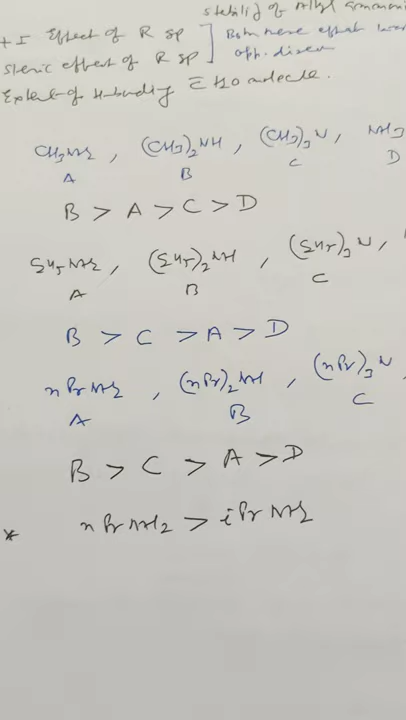 stability of Alkyl ammoni
+ I Effect of R gp ] Both these effect
Steric effect of R gp ] opp.
Extent of H-bonding H2O molecule.
CH3NH2 , (CH3)2NH , (CH3)3N , NH3
A B C D
B > A > C > D
C2H5NH2 , (C2H5)2NH , (C2H5)3N ,
A B C
B > C > A > D
nPrNH2 , (nPr)2NH , (nPr)3N
A B C
B > C > A > D
* nPrNH2 > iPrNH2